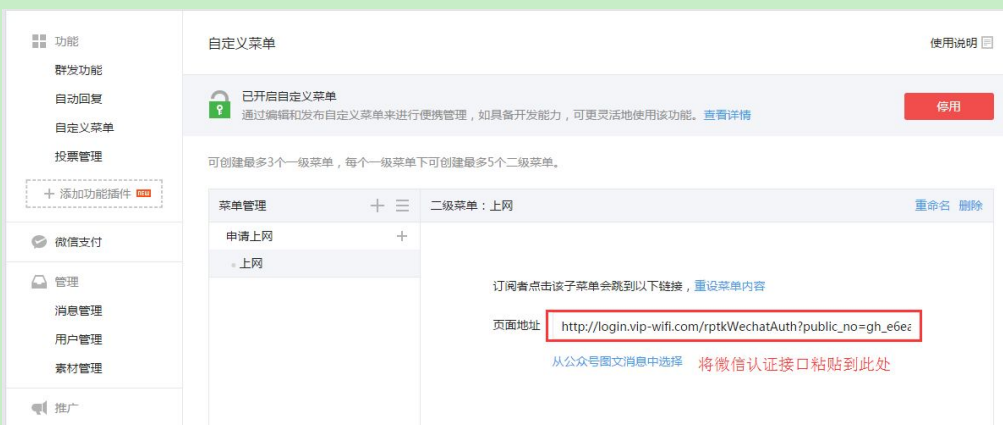 功能
群发功能
自动回复
自定义菜单
投票管理
添加功能插件 NEW
微信支付
管理
消息管理
用户管理
素材管理
推广
自定义菜单
使用说明
已开启自定义菜单
通过编辑和发布自定义菜单来进行便携管理，如具备开发能力，可更灵活地使用该功能。查看详情
停用
可创建最多3个一级菜单，每个一级菜单下可创建最多5个二级菜单。
菜单管理
申请上网
上网
二级菜单：上网
重命名 删除
订阅者点击该子菜单会跳到以下链接，重设菜单内容
页面地址 http://login.vip-wifi.com/rptkWechatAuth?public_no=gh_e6ea
从公众号图文消息中选择 将微信认证接口粘贴到此处